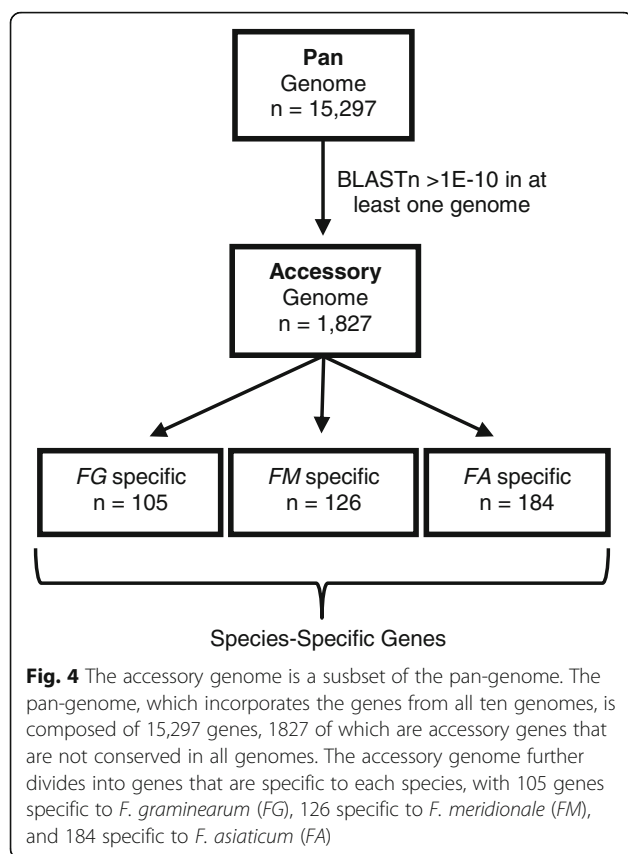 Pan
Genome
n = 15,297
BLASTn >1E-10 in at
least one genome
Accessory
Genome
n = 1,827
FG specific
n = 105
FM specific
n = 126
FA specific
n = 184
Species-Specific Genes
Fig. 4 The accessory genome is a susbset of the pan-genome. The
pan-genome, which incorporates the genes from all ten genomes, is
composed of 15,297 genes, 1827 of which are accessory genes that
are not conserved in all genomes. The accessory genome further
divides into genes that are specific to each species, with 105 genes
specific to F. graminearum (FG), 126 specific to F. meridionale (FM),
and 184 specific to F. asiaticum (FA)